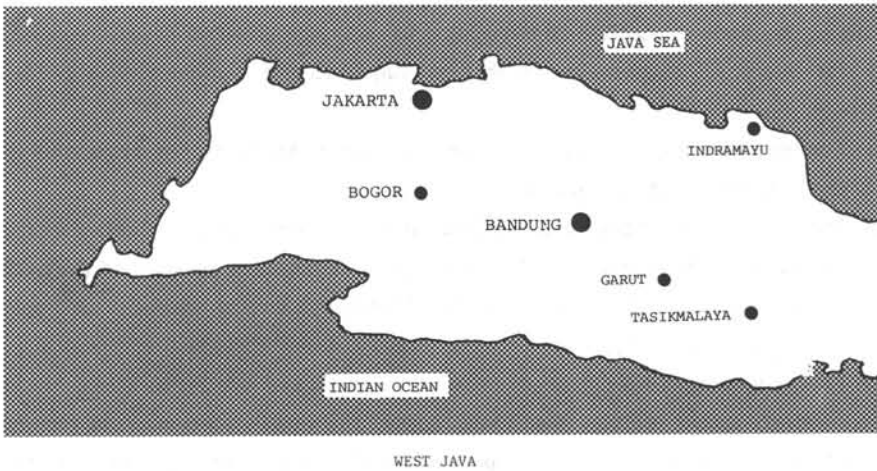 JAVA SEA
JAKARTA
INDRAMAYU
BOGOR
BANDUNG
GARUT
TASIKMALAYA
INDIAN OCEAN
WEST JAVA